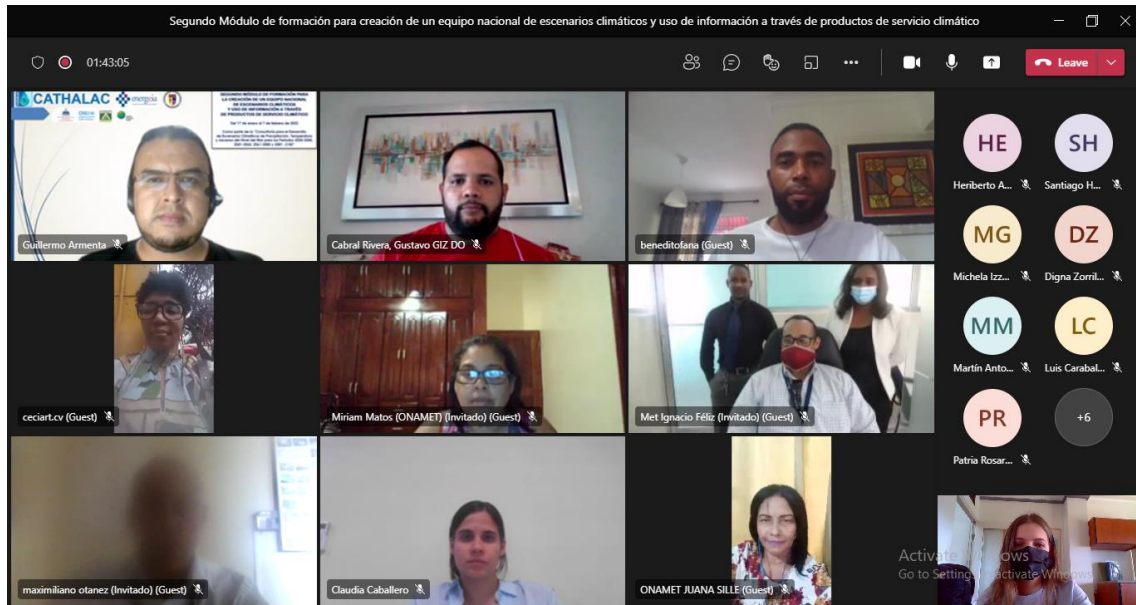 Segundo Módulo de formación para creación de un equipo nacional de escenarios climáticos y uso de información a través de productos de servicio climático
01:43:05
Leave
CATHALAC energeia
SEGUNDO MÓDULO DE FORMACIÓN PARA
LA CREACIÓN DE UN EQUIPO NACIONAL
DE ESCENARIOS CLIMÁTICOS
Y USO DE INFORMACIÓN A TRAVÉS
DE PRODUCTOS DE SERVICIO CLIMÁTICO
Guillermo Armenta
Cabral Rivera, Gustavo GIZ DO
beneditofana (Guest)
HE
SH
Heriberto A...
Santiago H...
MG
DZ
Michela Izz...
Digna Zorril...
ceciart.cv (Guest)
Miriam Matos (ONAMET) (Invitado) (Guest)
Met Ignacio Féliz (Invitado) (Guest)
MM
LC
Martín Anto...
Luis Carabal...
PR
+6
Patria Rosar...
maximiliano otanez (Invitado) (Guest)
Claudia Caballero
ONAMET JUANA SILLE (Guest)
Activate Windows
Go to Settings activate Windows